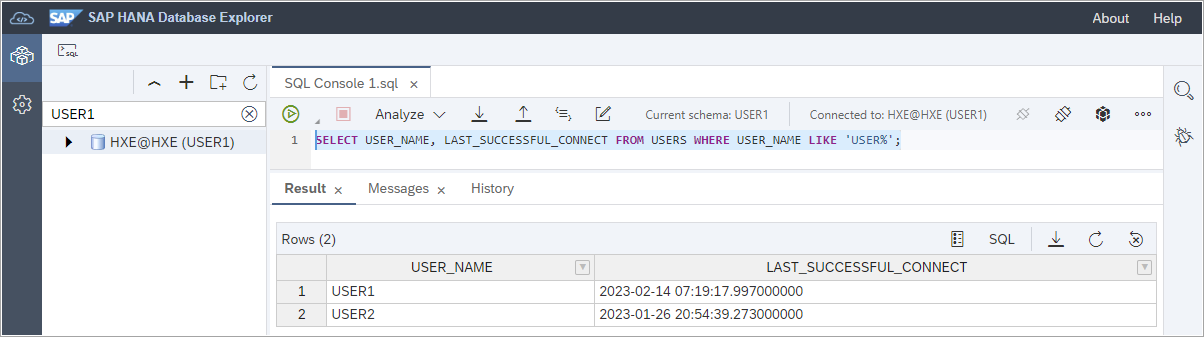 SAP SAP HANA Database Explorer About Help
SQL
SQL Console 1.sql
USER1
Analyze Current schema: USER1 Connected to: HXE@HXE (USER1)
HXE@HXE (USER1)
1 SELECT USER_NAME, LAST_SUCCESSFUL_CONNECT FROM USERS WHERE USER_NAME LIKE 'USER%';
Result Messages History
Rows (2) SQL
USER_NAME LAST_SUCCESSFUL_CONNECT
1 USER1 2023-02-14 07:19:17.997000000
2 USER2 2023-01-26 20:54:39.273000000